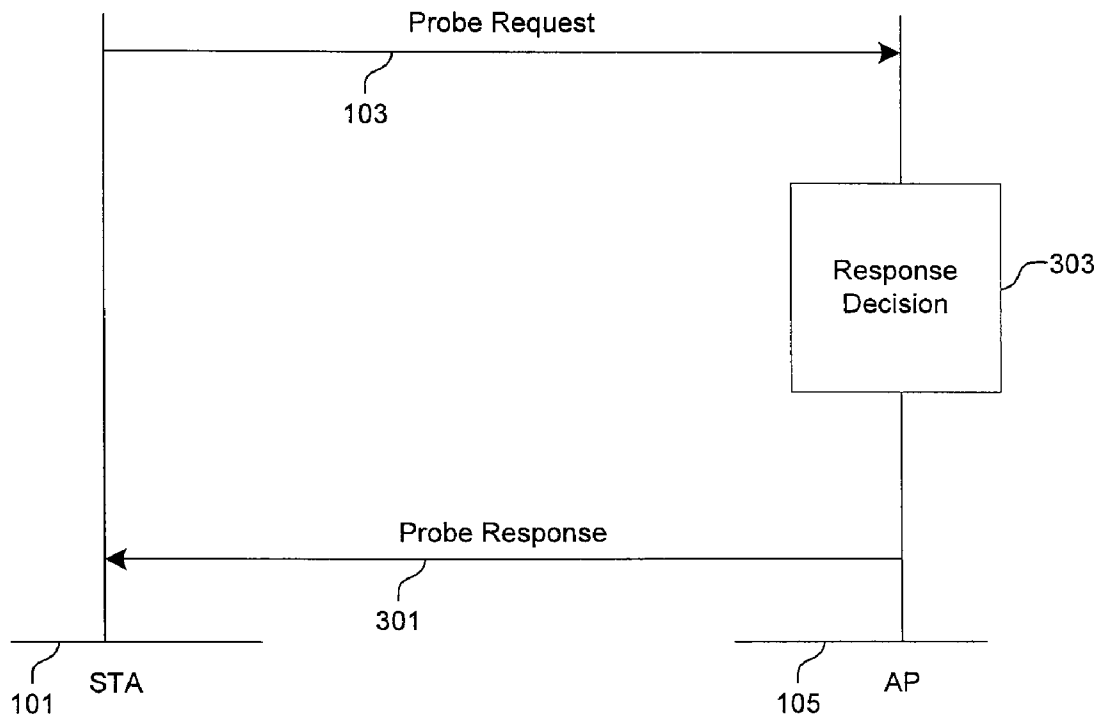 Probe Request
103
Response
Decision
303
Probe Response
301
101
STA
105
AP